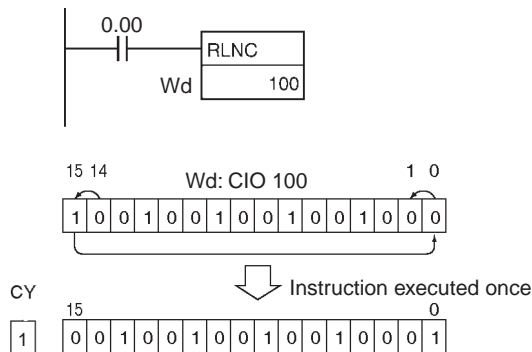 0.00
RLNC
Wd 100
15 14 1 0
Wd: CIO 100
1 0 0 1 0 0 1 0 0 1 0 0 1 0 0 0
Instruction executed once
CY 15 0
1 0 0 1 0 0 1 0 0 1 0 0 1 0 0 0 1